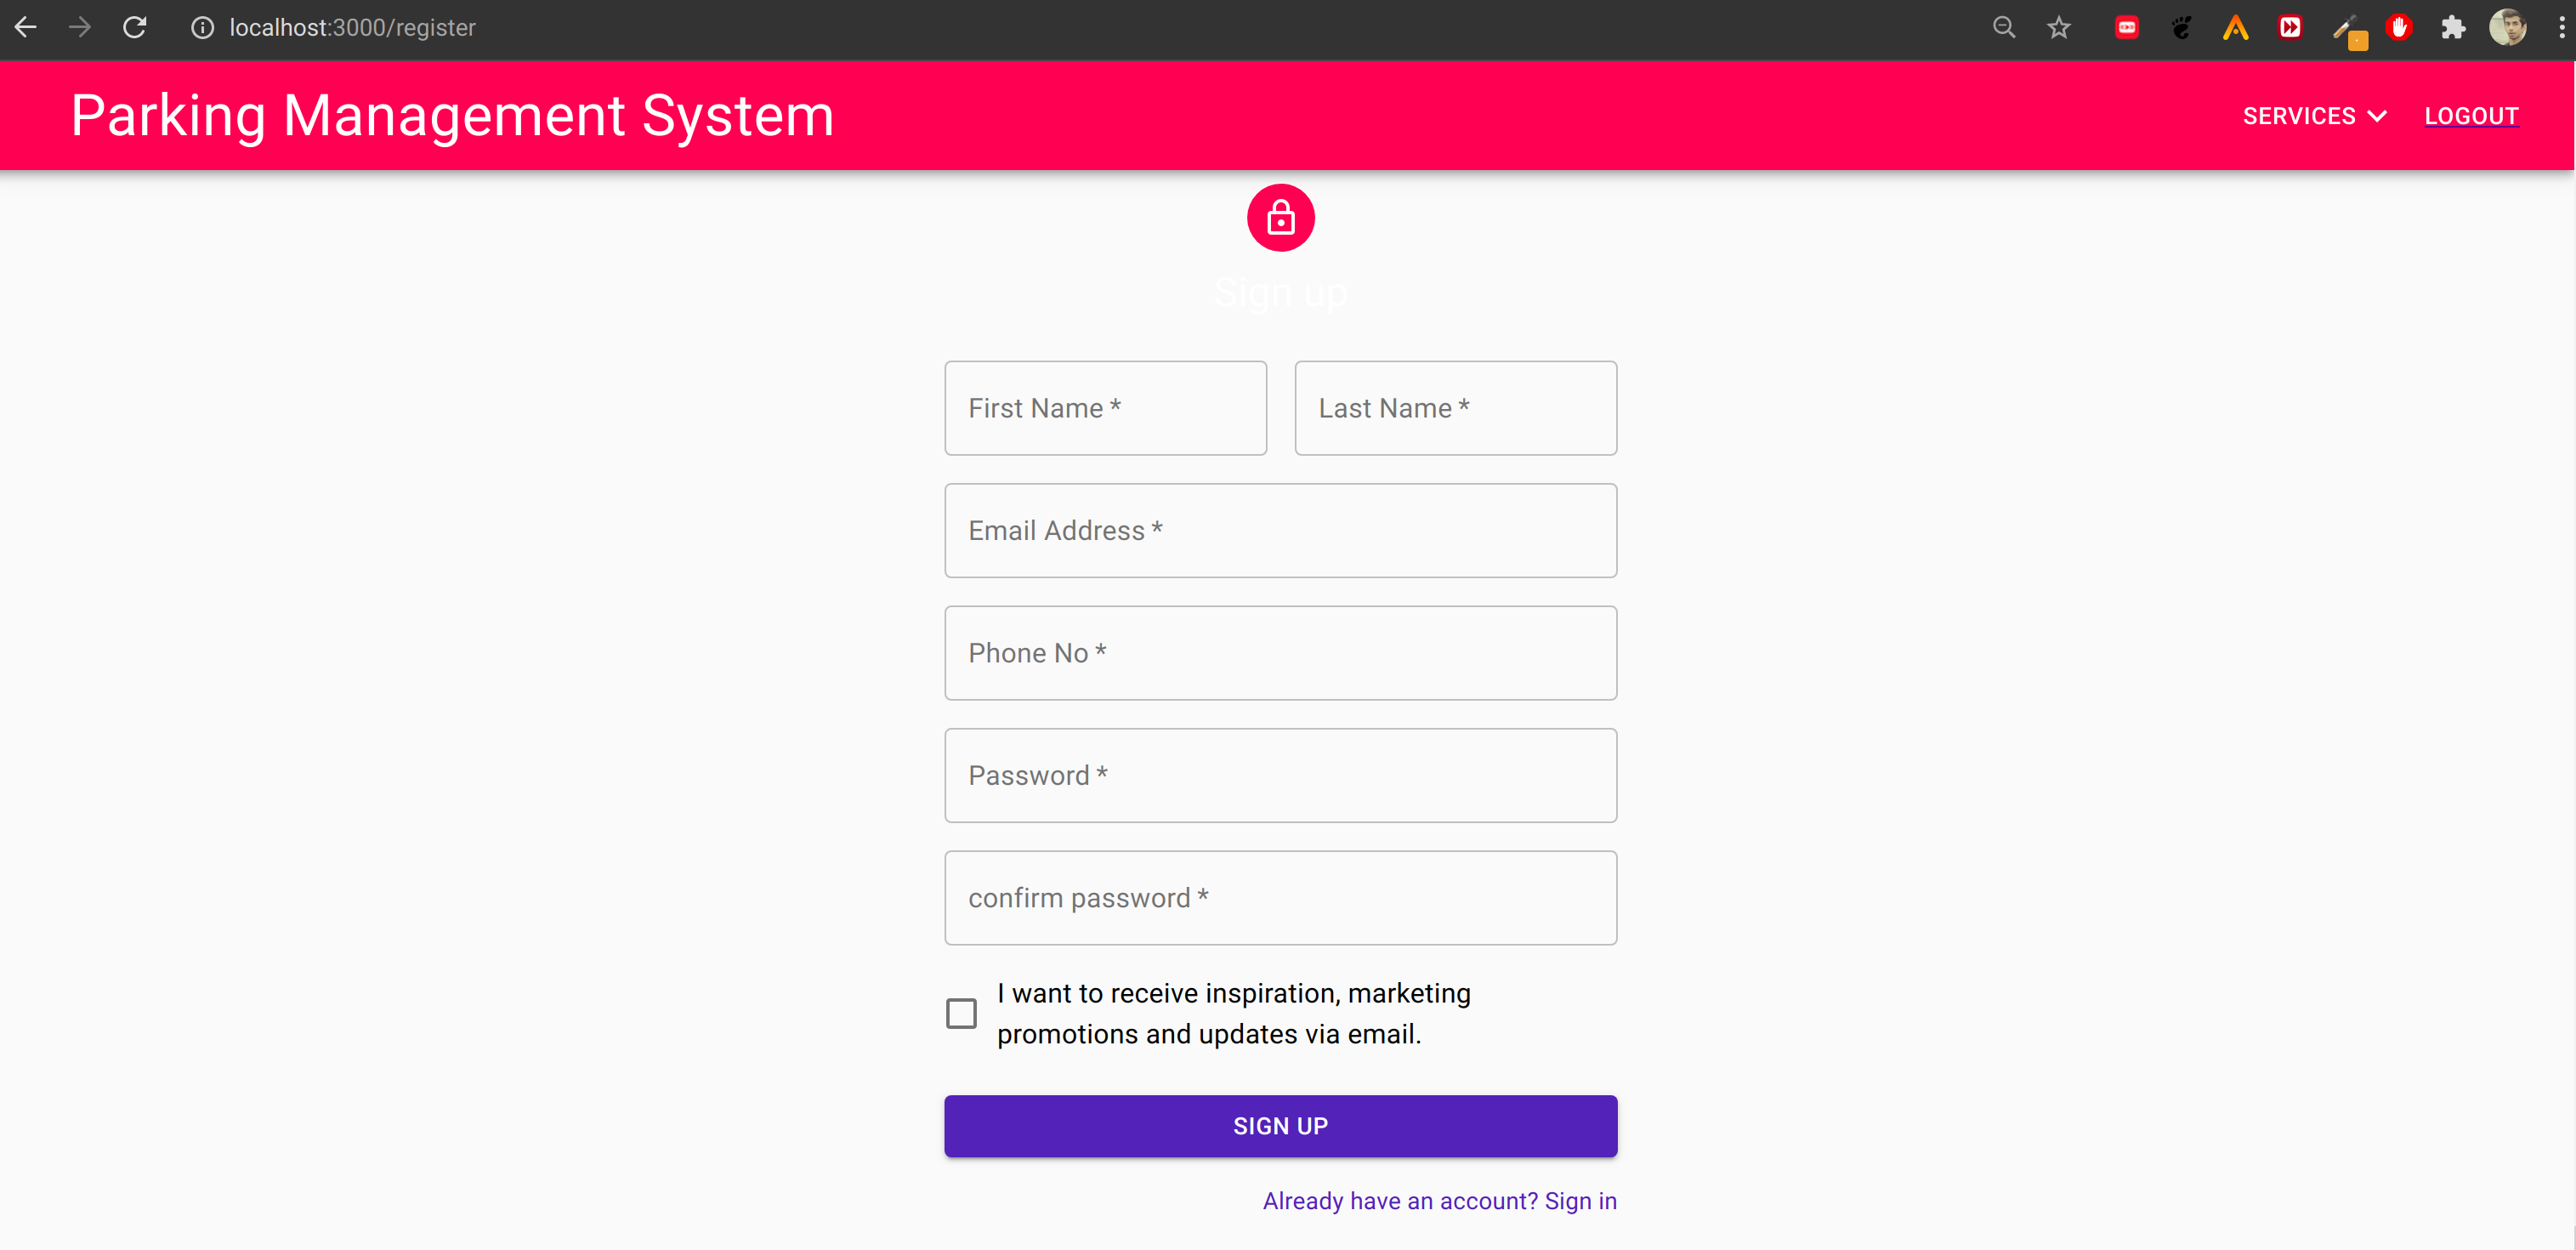 localhost:3000/register
Parking Management System
SERVICES
LOGOUT
Sign up
First Name *
Last Name *
Email Address *
Phone No *
Password *
confirm password *
I want to receive inspiration, marketing
promotions and updates via email.
SIGN UP
Already have an account? Sign in